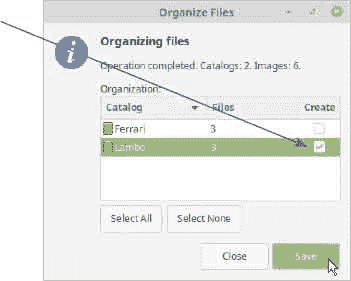 Organize Files
Organizing files
Operation completed. Catalogs: 2. Images: 6.
Organization:
Catalog Files Create
Ferrari 3
Lambo 3
Select All Select None
Close Save